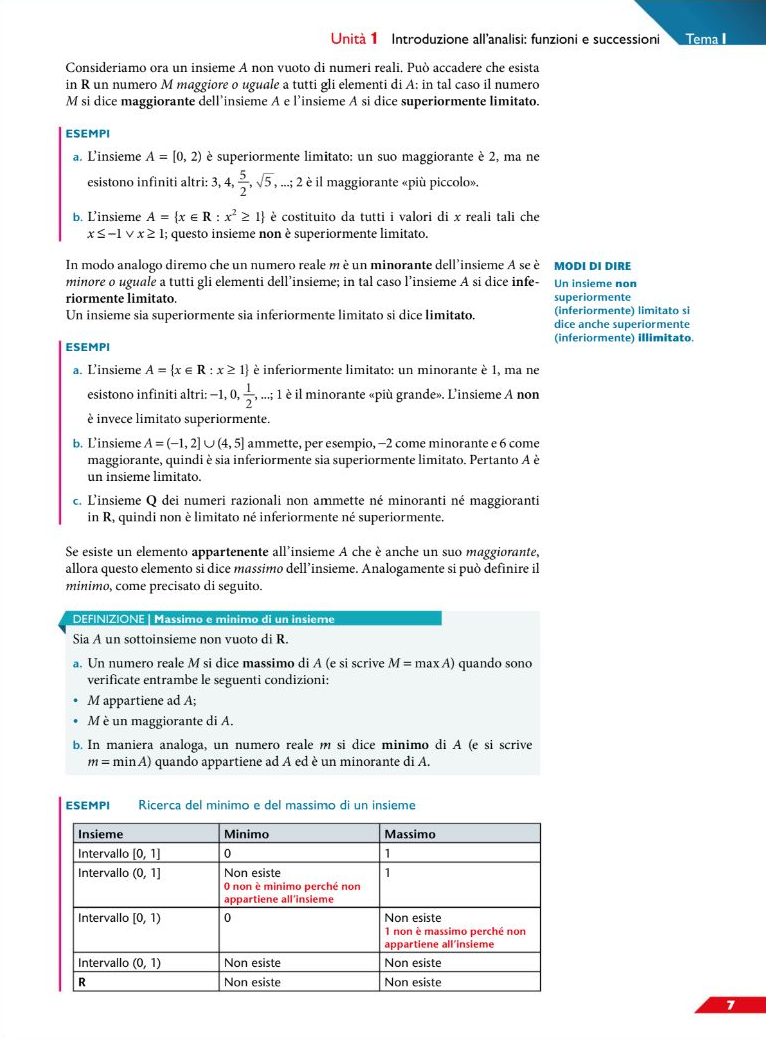 Unità 1 Introduzione all'analisi: funzioni e successioni Tema I
Consideriamo ora un insieme A non vuoto di numeri reali. Può accadere che esista
in R un numero M maggiore o uguale a tutti gli elementi di A: in tal caso il numero
M si dice maggiorante dell'insieme A e l'insieme A si dice superiormente limitato.
ESEMPI
a. L'insieme A = [0, 2) è superiormente limitato: un suo maggiorante è 2, ma ne
esistono infiniti altri: 3, 4, 5/2, √5, ...; 2 è il maggiorante «più piccolo».
b. L'insieme A = {x ∈ R : x² ≥ 1} è costituito da tutti i valori di x reali tali che
x ≤ −1 ∨ x ≥ 1; questo insieme non è superiormente limitato.
In modo analogo diremo che un numero reale m è un minorante dell'insieme A se è
minore o uguale a tutti gli elementi dell'insieme; in tal caso l'insieme A si dice infe-
riormente limitato.
Un insieme sia superiormente sia inferiormente limitato si dice limitato.
MODI DI DIRE
Un insieme non
superiormente
(inferiormente) limitato si
dice anche superiormente
(inferiormente) illimitato.
ESEMPI
a. L'insieme A = {x ∈ R : x ≥ 1} è inferiormente limitato: un minorante è 1, ma ne
esistono infiniti altri: −1, 0, 1/2, ...; 1 è il minorante «più grande». L'insieme A non
è invece limitato superiormente.
b. L'insieme A = (−1, 2] ∪ (4, 5] ammette, per esempio, −2 come minorante e 6 come
maggiorante, quindi è sia inferiormente sia superiormente limitato. Pertanto A è
un insieme limitato.
c. L'insieme Q dei numeri razionali non ammette né minoranti né maggioranti
in R, quindi non è limitato né inferiormente né superiormente.
Se esiste un elemento appartenente all'insieme A che è anche un suo maggiorante,
allora questo elemento si dice massimo dell'insieme. Analogamente si può definire il
minimo, come precisato di seguito.
DEFINIZIONE | Massimo e minimo di un insieme
Sia A un sottoinsieme non vuoto di R.
a. Un numero reale M si dice massimo di A (e si scrive M = max A) quando sono
verificate entrambe le seguenti condizioni:
• M appartiene ad A;
• M è un maggiorante di A.
b. In maniera analoga, un numero reale m si dice minimo di A (e si scrive
m = min A) quando appartiene ad A ed è un minorante di A.
ESEMPI Ricerca del minimo e del massimo di un insieme
Insieme Minimo Massimo
Intervallo [0, 1] 0 1
Intervallo (0, 1] Non esiste 1
0 non è minimo perché non
appartiene all'insieme
Intervallo [0, 1) 0 Non esiste
1 non è massimo perché non
appartiene all'insieme
Intervallo (0, 1) Non esiste Non esiste
R Non esiste Non esiste
7